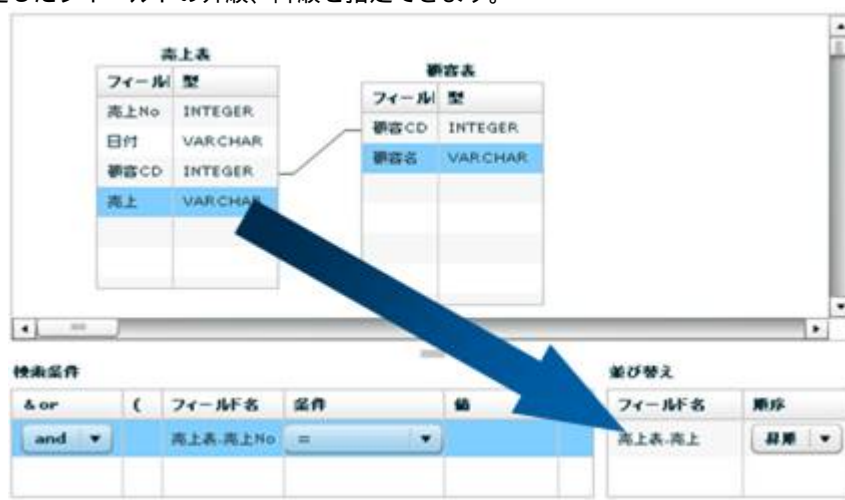 売上表
フィール 型
売上No INTEGER
日付 VARCHAR
顧客CD INTEGER
売上 VARCHAR
顧客表
フィール 型
顧客CD INTEGER
顧客名 VARCHAR
検索条件
& or ( フィールド名 条件 値
and 売上表.売上No =
並び替え
フィールド名 順序
売上表.売上 昇順